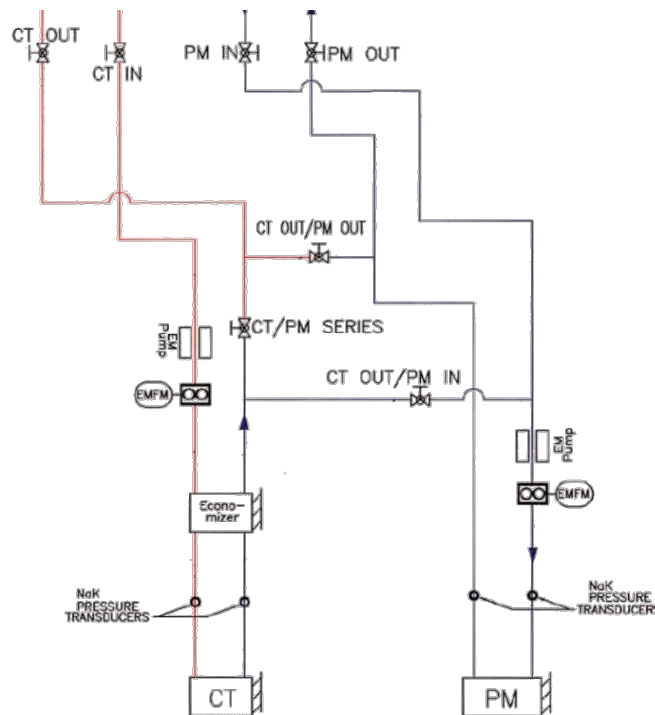 CT OUT
CT IN
PM IN
PM OUT
CT OUT/PM OUT
CT/PM SERIES
EM
Pump
CT OUT/PM IN
EMFM
EM
Pump
EMFM
Econo-
mizer
NaK
PRESSURE
TRANSDUCERS
NaK
PRESSURE
TRANSDUCERS
CT
PM